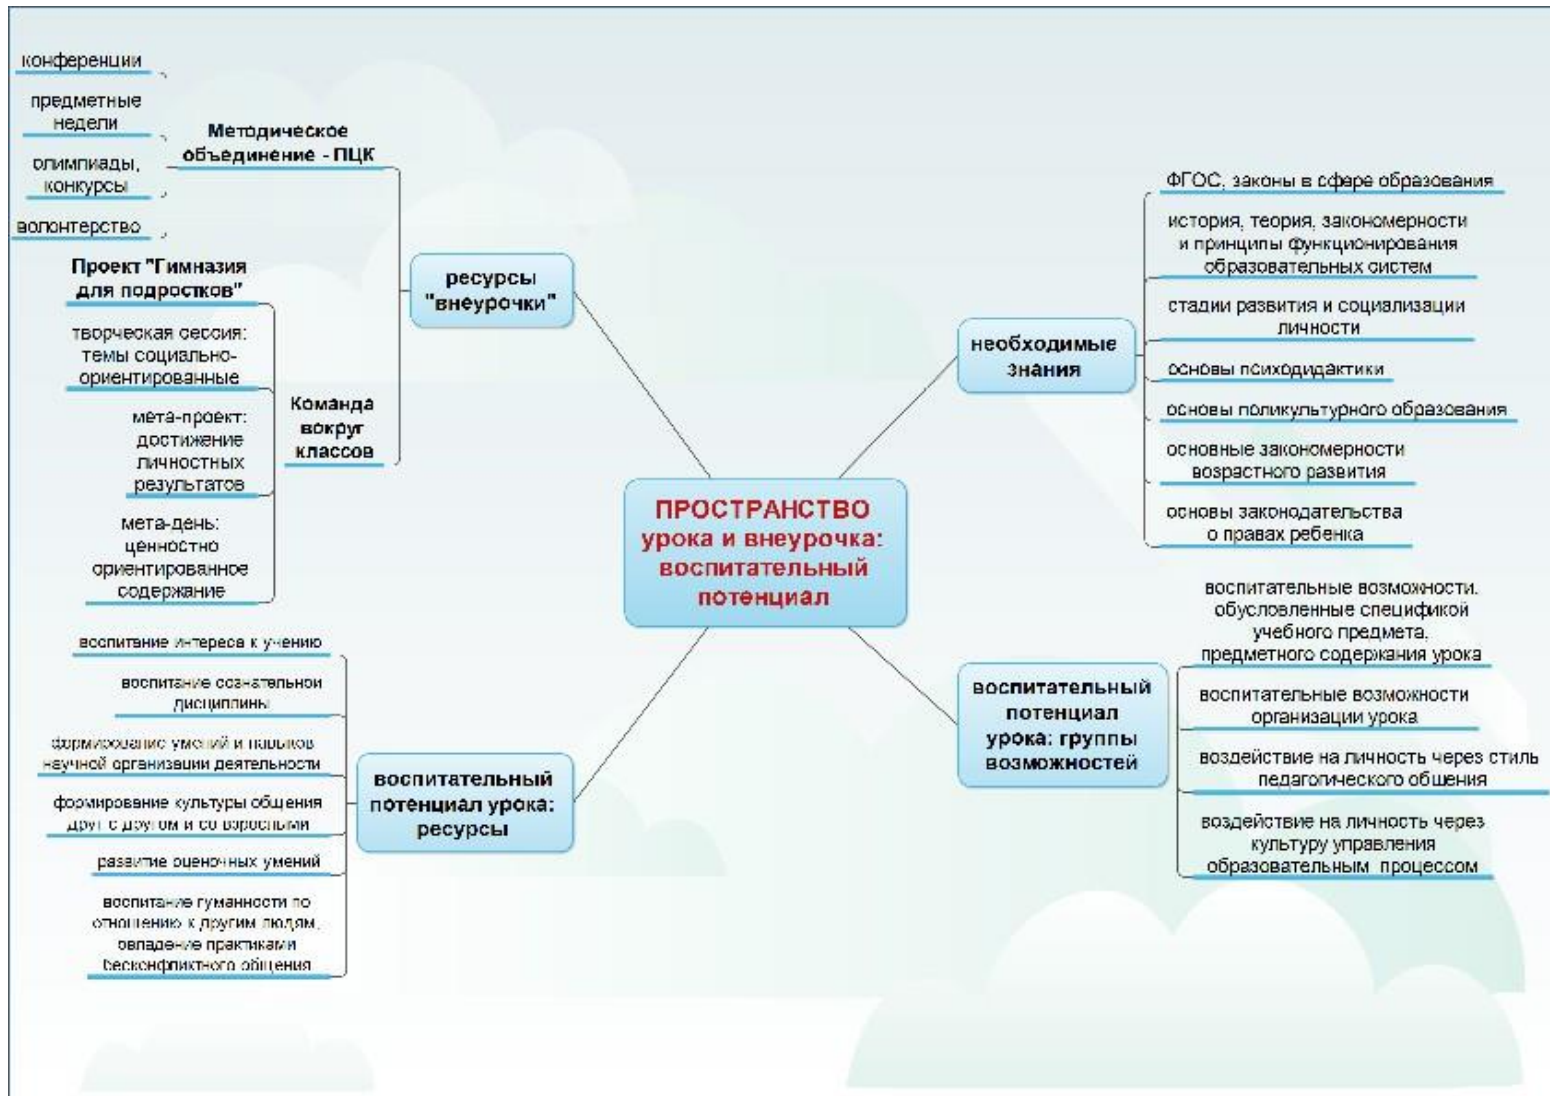 конференции
предметные
недели
олимпиады,
конкурсы
волонтерство
Методическое
объединение - ПЦК
Проект "Гимназия
для подростков"
творческая сессия:
темы социально-
ориентированные
мета-проект:
достижение
личностных
результатов
мета-день:
ценностно
ориентированное
содержание
Команда
вокруг
классов
ресурсы
"внеурочки"
ПРОСТРАНСТВО
урока и внеурочка:
воспитательный
потенциал
необходимые
знания
ФГОС, законы в сфере образования
история, теория, закономерности
и принципы функционирования
образовательных систем
стадии развития и социализации
личности
основы психодидактики
основы поликультурного образования
основные закономерности
возрастного развития
основы законодательства
о правах ребенка
воспитательный
потенциал
урока: группы
возможностей
воспитательные возможности,
обусловленные спецификой
учебного предмета,
предметного содержания урока
воспитательные возможности
организации урока
воздействие на личность через стиль
педагогического общения
воздействие на личность через
культуру управления
образовательным процессом
воспитательный
потенциал урока:
ресурсы
воспитание интереса к учению
воспитание сознательной
дисциплины
формирование умений и навыков
научной организации деятельности
формирование культуры общения
друг с другом и со взрослыми
развитие оценочных умений
воспитание гуманности по
отношению к другим людям,
овладение практиками
бесконфликтного общения